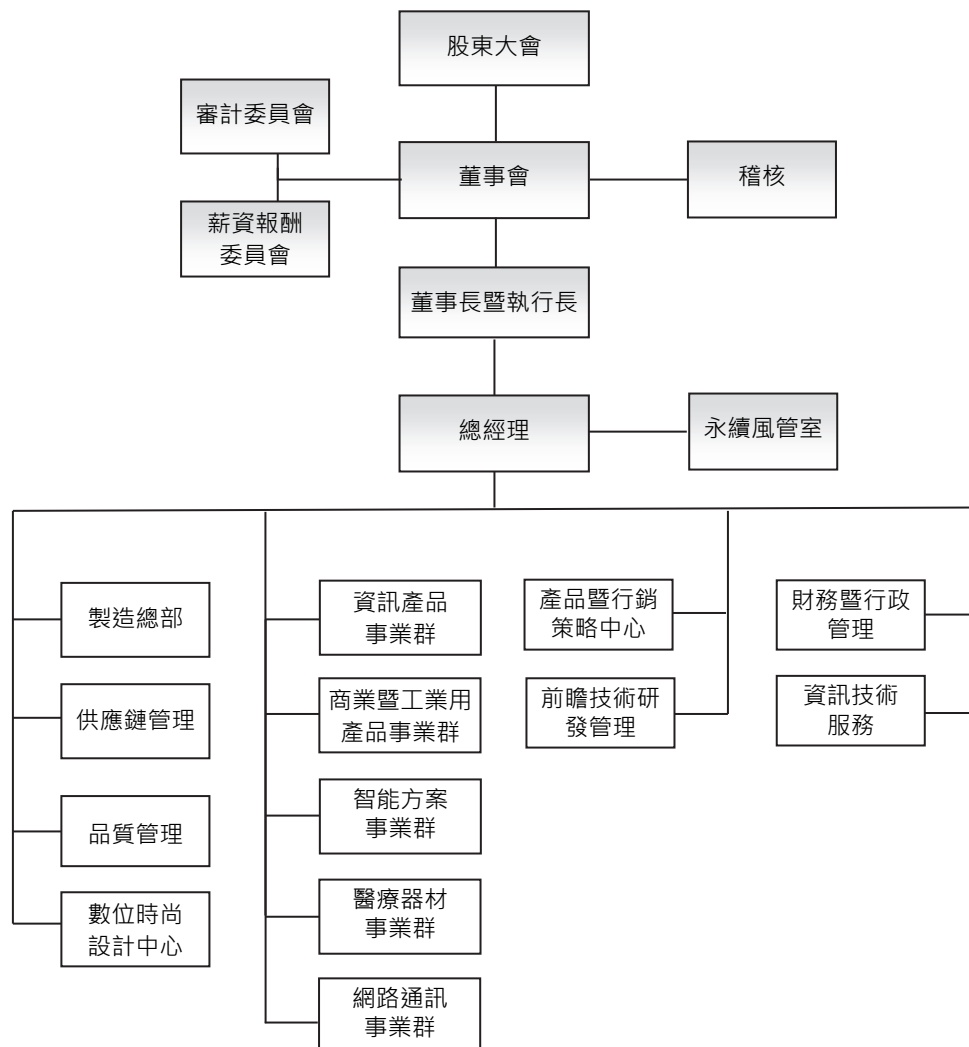 股東大會
審計委員會
董事會
稽核
薪資報酬
委員會
董事長暨執行長
總經理
永續風管室
製造總部
供應鏈管理
品質管理
數位時尚
設計中心
資訊產品
事業群
商業暨工業用
產品事業群
智能方案
事業群
醫療器材
事業群
網路通訊
事業群
產品暨行銷
策略中心
前瞻技術研
發管理
財務暨行政
管理
資訊技術
服務